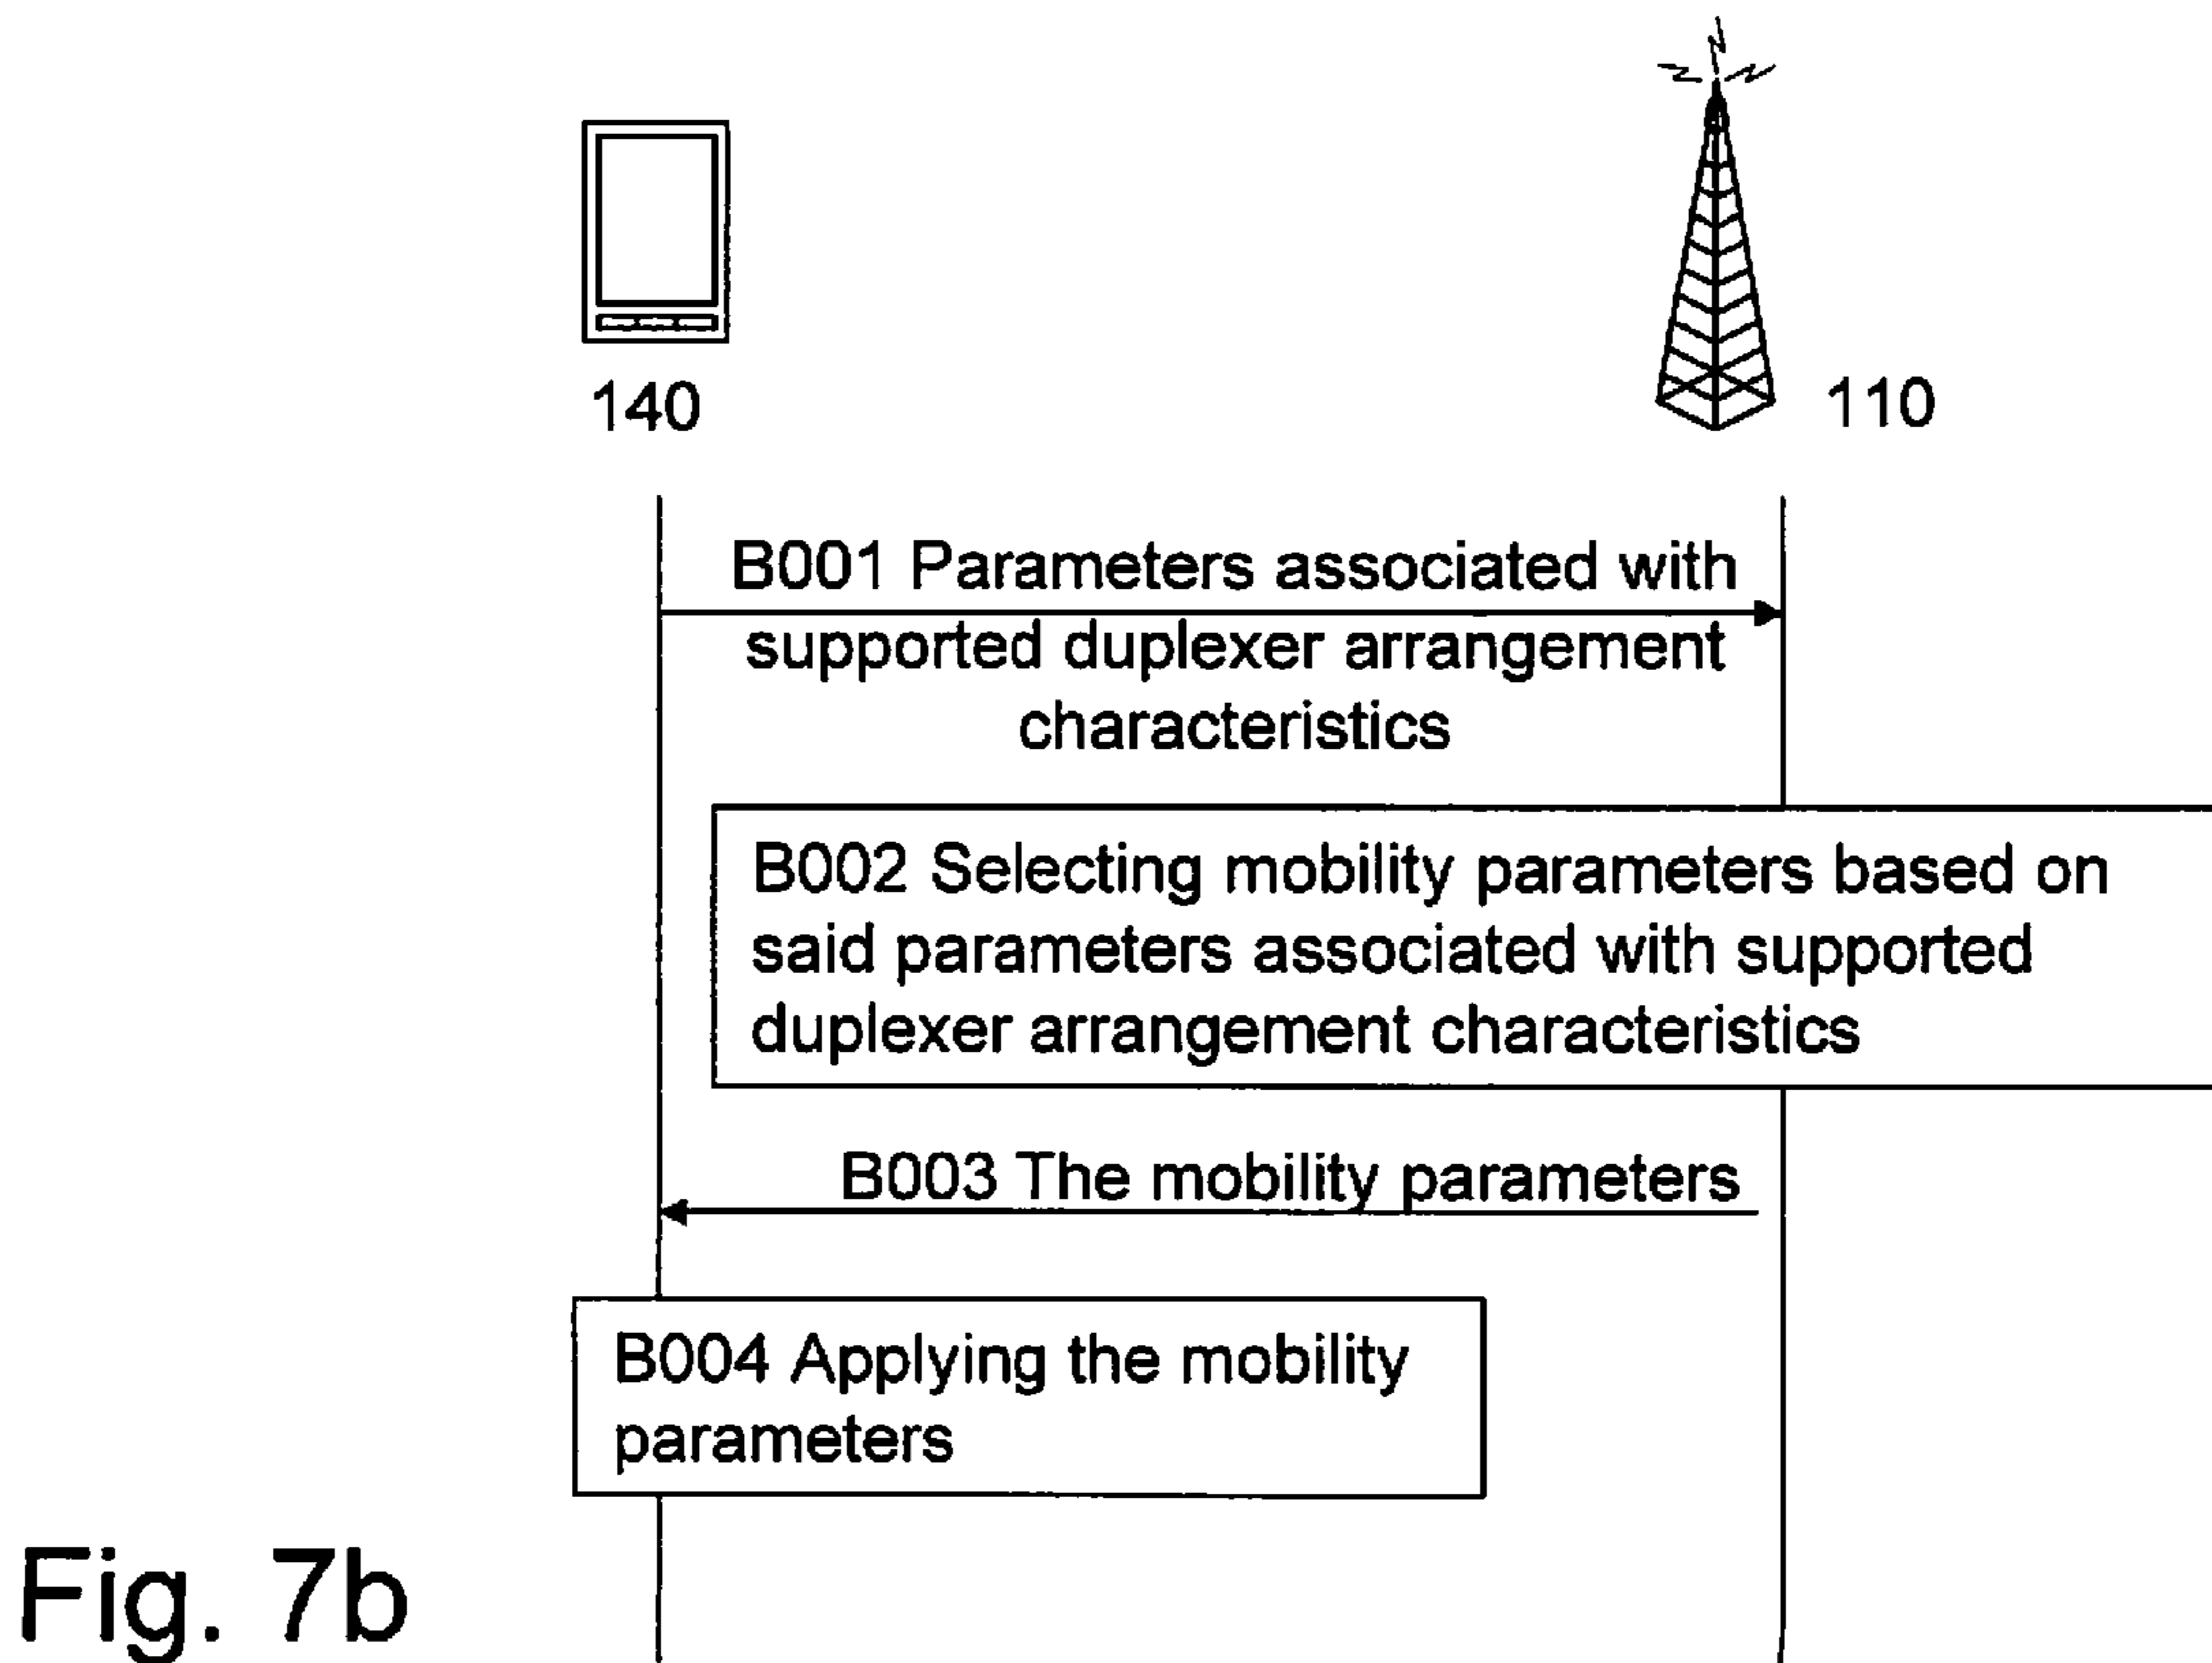 140
110
B001 Parameters associated with
supported duplexer arrangement
characteristics
B002 Selecting mobility parameters based on
said parameters associated with supported
duplexer arrangement characteristics
B003 The mobility parameters
B004 Applying the mobility
parameters
Fig. 7b